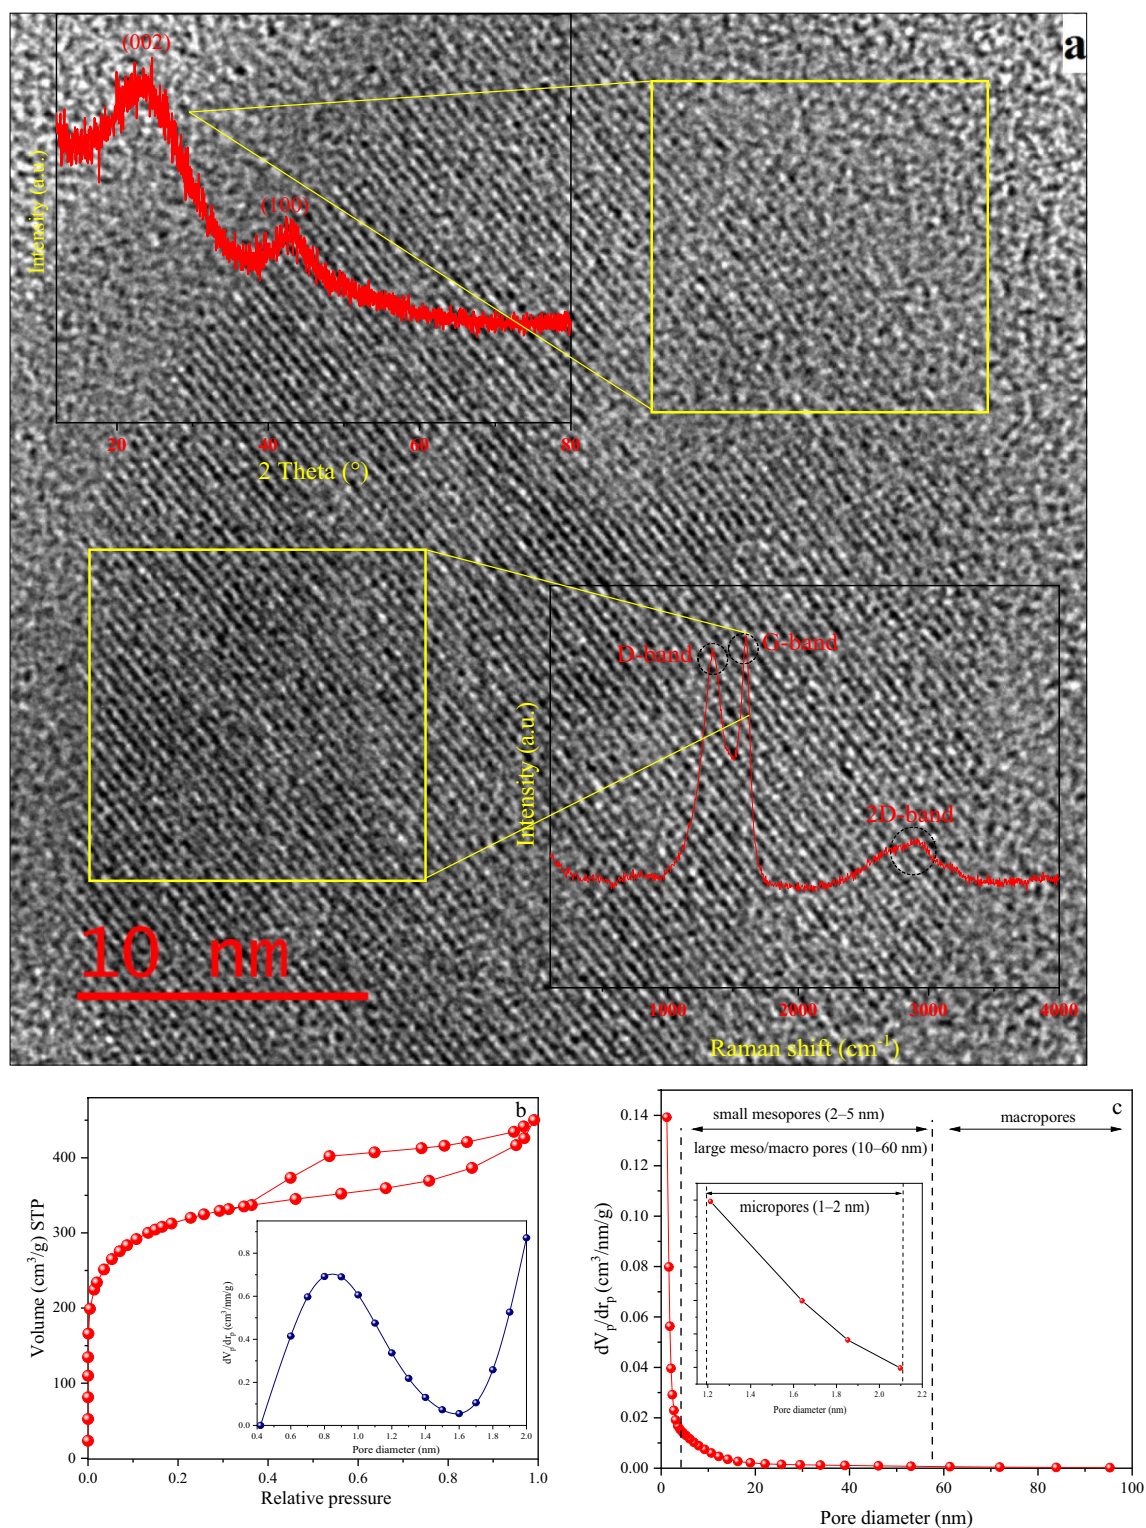 a
(002)
(100)
Intensity (a.u.)
20 40 60 80
2 Theta (°)
D-band
G-band
2D-band
Intensity (a.u.)
1000 2000 3000 4000
Raman shift (cm⁻¹)
10 nm
b
400
300
200
100
0
Volume (cm³/g) STP
0.0 0.2 0.4 0.6 0.8 1.0
Relative pressure
0.8
0.6
0.4
0.2
0.0
dVₚ/drₚ (cm³/nm/g)
0.4 0.6 0.8 1.0 1.2 1.4 1.6 1.8 2.0
Pore diameter (nm)
c
0.14
0.12
0.10
0.08
0.06
0.04
0.02
0.00
dVₚ/drₚ (cm³/nm/g)
small mesopores (2–5 nm)
macropores
large meso/macro pores (10–60 nm)
micropores (1–2 nm)
1.2 1.4 1.6 1.8 2.0 2.2
Pore diameter (nm)
0 20 40 60 80 100
Pore diameter (nm)